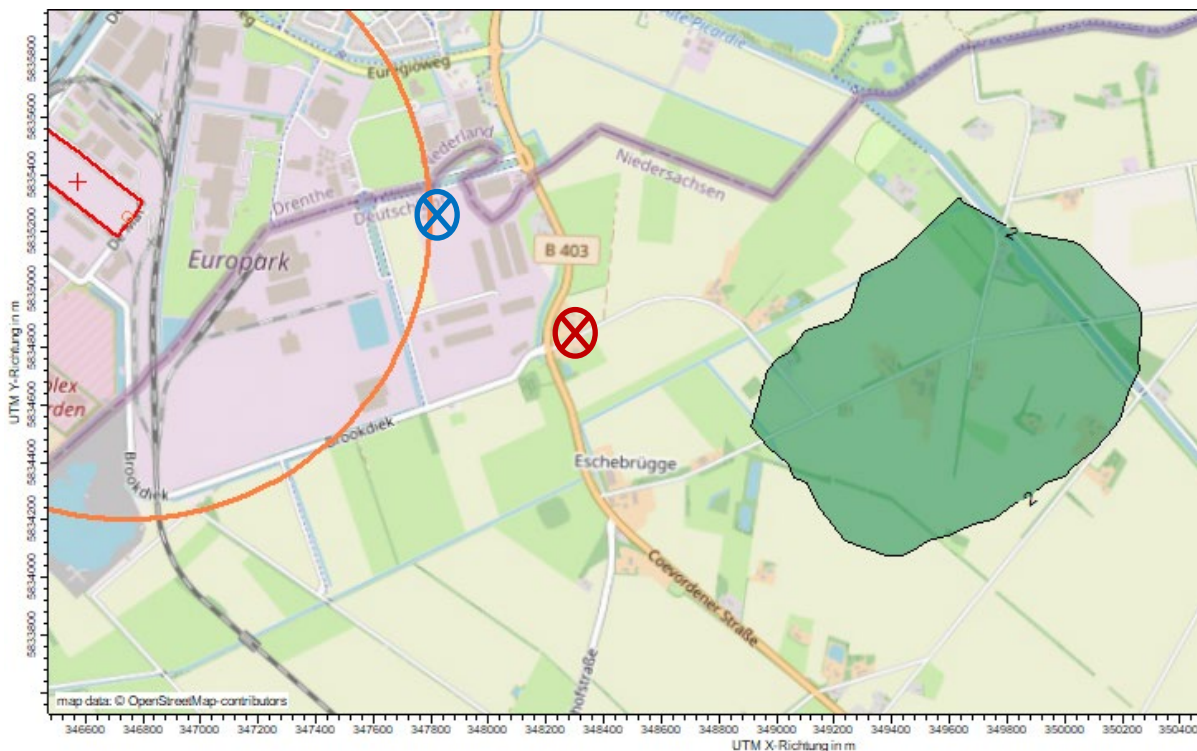 Picardie
Euregioweg
Nederland
Niedersachsen
Drenthe
Deutschland
Europark
B 403
2
Brookdiek
Eschebrügge
Brookdiek
2
Coevordener Straße
hofstraße
map data: © OpenStreetMap-contributors
UTM Y-Richtung in m
5835800
5835600
5835400
5835200
5835000
5834800
5834600
5834400
5834200
5834000
5833800
346600 346800 347000 347200 347400 347600 347800 348000 348200 348400 348600 348800 349000 349200 349400 349600 349800 350000 350200
UTM X-Richtung in m